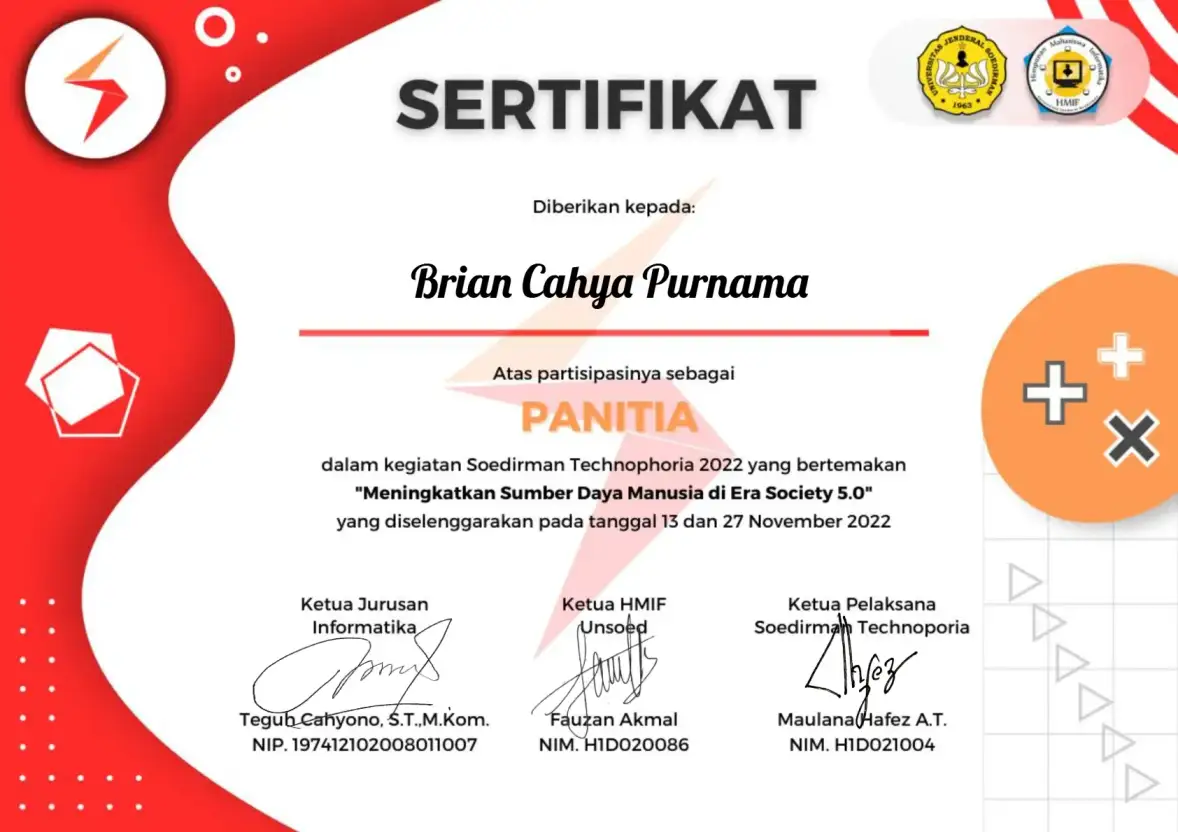 UNIVERSITAS JENDERAL SOEDIRMAN
1963
Himpunan Mahasiswa Informatika
HMIF
SERTIFIKAT
Diberikan kepada:
Brian Cahya Purnama
Atas partisipasinya sebagai
PANITIA
dalam kegiatan Soedirman Technophoria 2022 yang bertemakan
"Meningkatkan Sumber Daya Manusia di Era Society 5.0"
yang diselenggarakan pada tanggal 13 dan 27 November 2022
Ketua Jurusan
Informatika
Teguh Cahyono, S.T.,M.Kom.
NIP. 197412102008011007
Ketua HMIF
Unsoed
Fauzan Akmal
NIM. H1D020086
Ketua Pelaksana
Soedirman Technoporia
Maulana Hafez A.T.
NIM. H1D021004